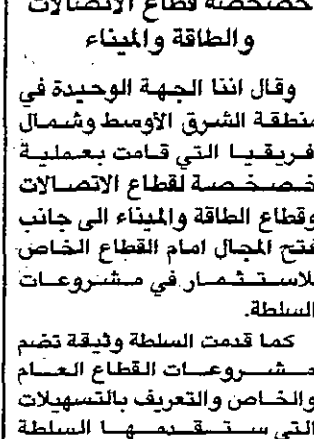 خصخصة قطاع الاتصالات
والطاقة والميناء
وقال اننا الجهة الوحيدة في
منطقة الشرق الأوسط وشمال
افريقيا التي قامت بعملية
خصخصة لقطاع الاتصالات
وقطاع الطاقة والميناء الى جانب
فتح المجال امام القطاع الخاص
للاستثمار في مشروعات
السلطة.
كما قدمت السلطة وثيقة تضم
مشروعات القطاع العام
والخاص والتعريف بالتسهيلات
التي ستقدمها السلطة